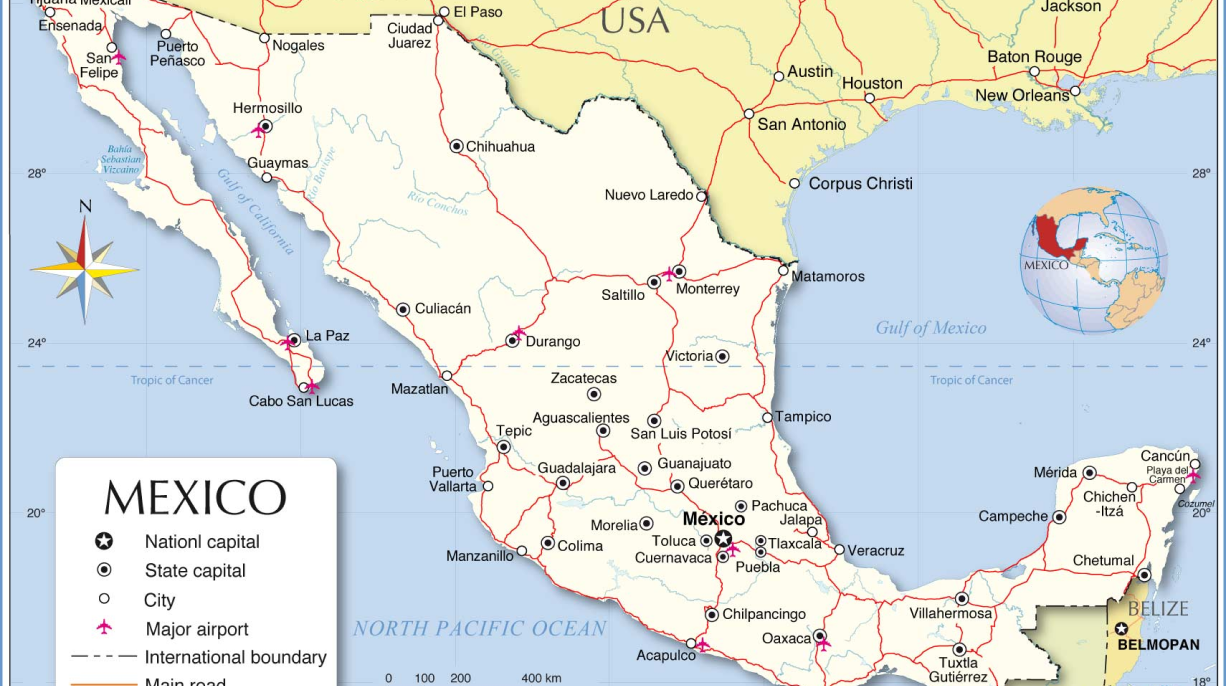 Tijuana
Mexicali
Ensenada
San
Felipe
Puerto
Peñasco
Nogales
Ciudad
Juarez
El Paso
USA
Jackson
Baton Rouge
New Orleans
Austin
Houston
San Antonio
Corpus Christi
Hermosillo
Guaymas
Chihuahua
Bahía
Sebastian
Vizcaino
Gulf of California
Río Bavispe
Rio Conchos
Nuevo Laredo
28°
28°
N
Saltillo
Monterrey
Matamoros
MEXICO
Culiacán
La Paz
Durango
Victoria
Gulf of Mexico
24°
24°
Tropic of Cancer
Tropic of Cancer
Cabo San Lucas
Mazatlan
Zacatecas
Aguascalientes
San Luis Potosí
Tampico
Tepic
Puerto
Vallarta
Guadalajara
Guanajuato
Querétaro
Pachuca
México
Jalapa
Morelia
Toluca
Tlaxcala
Cuernavaca
Puebla
Veracruz
Colima
Manzanillo
20°
20°
Mérida
Cancún
Playa del
Carmen
Cozumel
Chichen
-Itzá
Campeche
Chetumal
Chilpancingo
Villahermosa
BELIZE
BELMOPAN
Oaxaca
Acapulco
Tuxtla
Gutiérrez
NORTH PACIFIC OCEAN
0 100 200 400 km
18°
MEXICO
Nationl capital
State capital
City
Major airport
International boundary
Main road